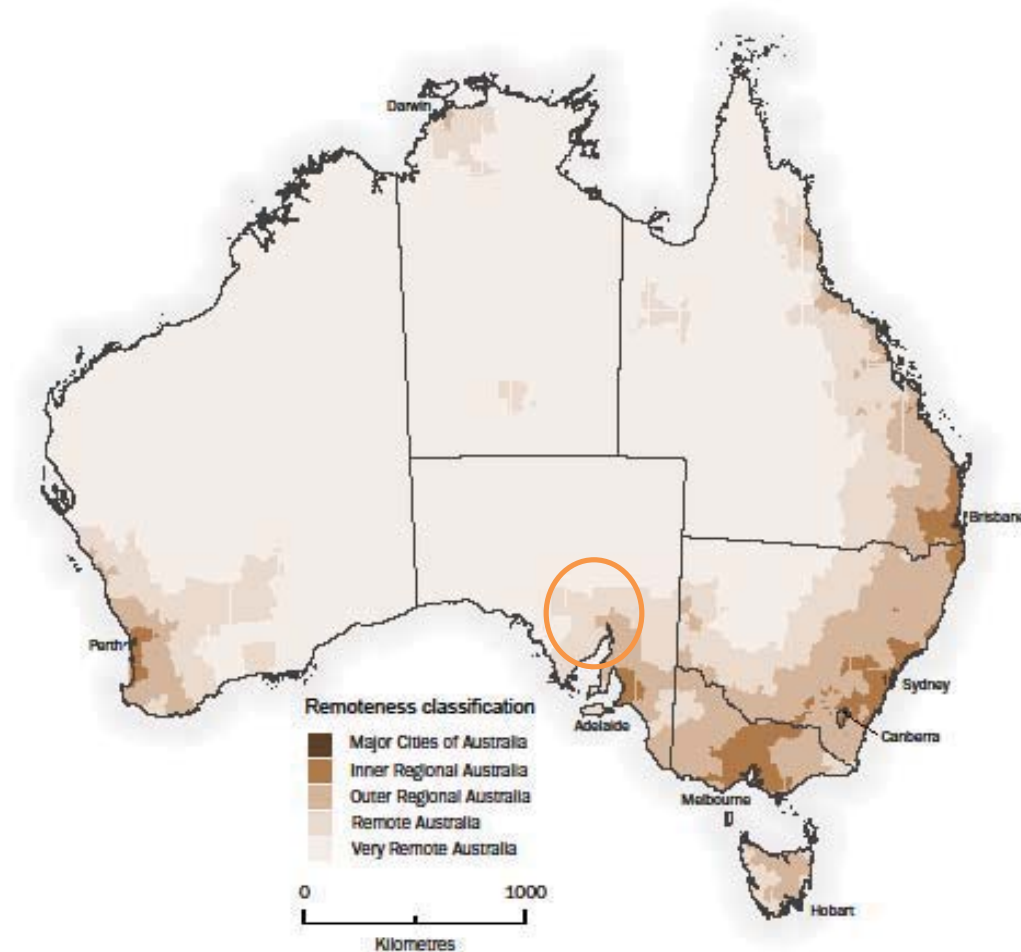 Darwin
Brisbane
Perth
Sydney
Adelaide
Canberra
Melbourne
Hobart
Remoteness classification
Major Cities of Australia
Inner Regional Australia
Outer Regional Australia
Remote Australia
Very Remote Australia
0 1000
Kilometres